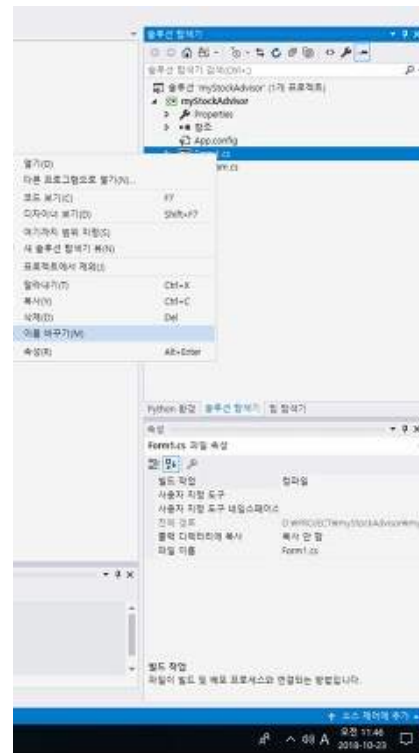 솔루션 탐색기
솔루션 탐색기 검색(Ctrl+;)
솔루션 'myStockAdvisor' (1개 프로젝트)
myStockAdvisor
Properties
참조
App.config
Form1.cs
열기(O)
다른 프로그램으로 열기(N)...
코드 보기(C) F7
디자이너 보기(D) Shift+F7
여기까지 범위 지정(S)
새 솔루션 탐색기 뷰(N)
프로젝트에서 제외(J)
잘라내기(T) Ctrl+X
복사(Y) Ctrl+C
삭제(D) Del
이름 바꾸기(M)
속성(R) Alt+Enter
Python 환경 솔루션 탐색기 팀 탐색기
속성
Form1.cs 파일 속성
빌드 작업 컴파일
사용자 지정 도구
사용자 지정 도구 네임스페이스
전체 경로
출력 디렉터리에 복사 복사 안 함
파일 이름 Form1.cs
빌드 작업
파일이 빌드 및 배포 프로세스와 연결되는 방법입니다.
소스 제어에 추가
A 오전 11:46
2018-10-23